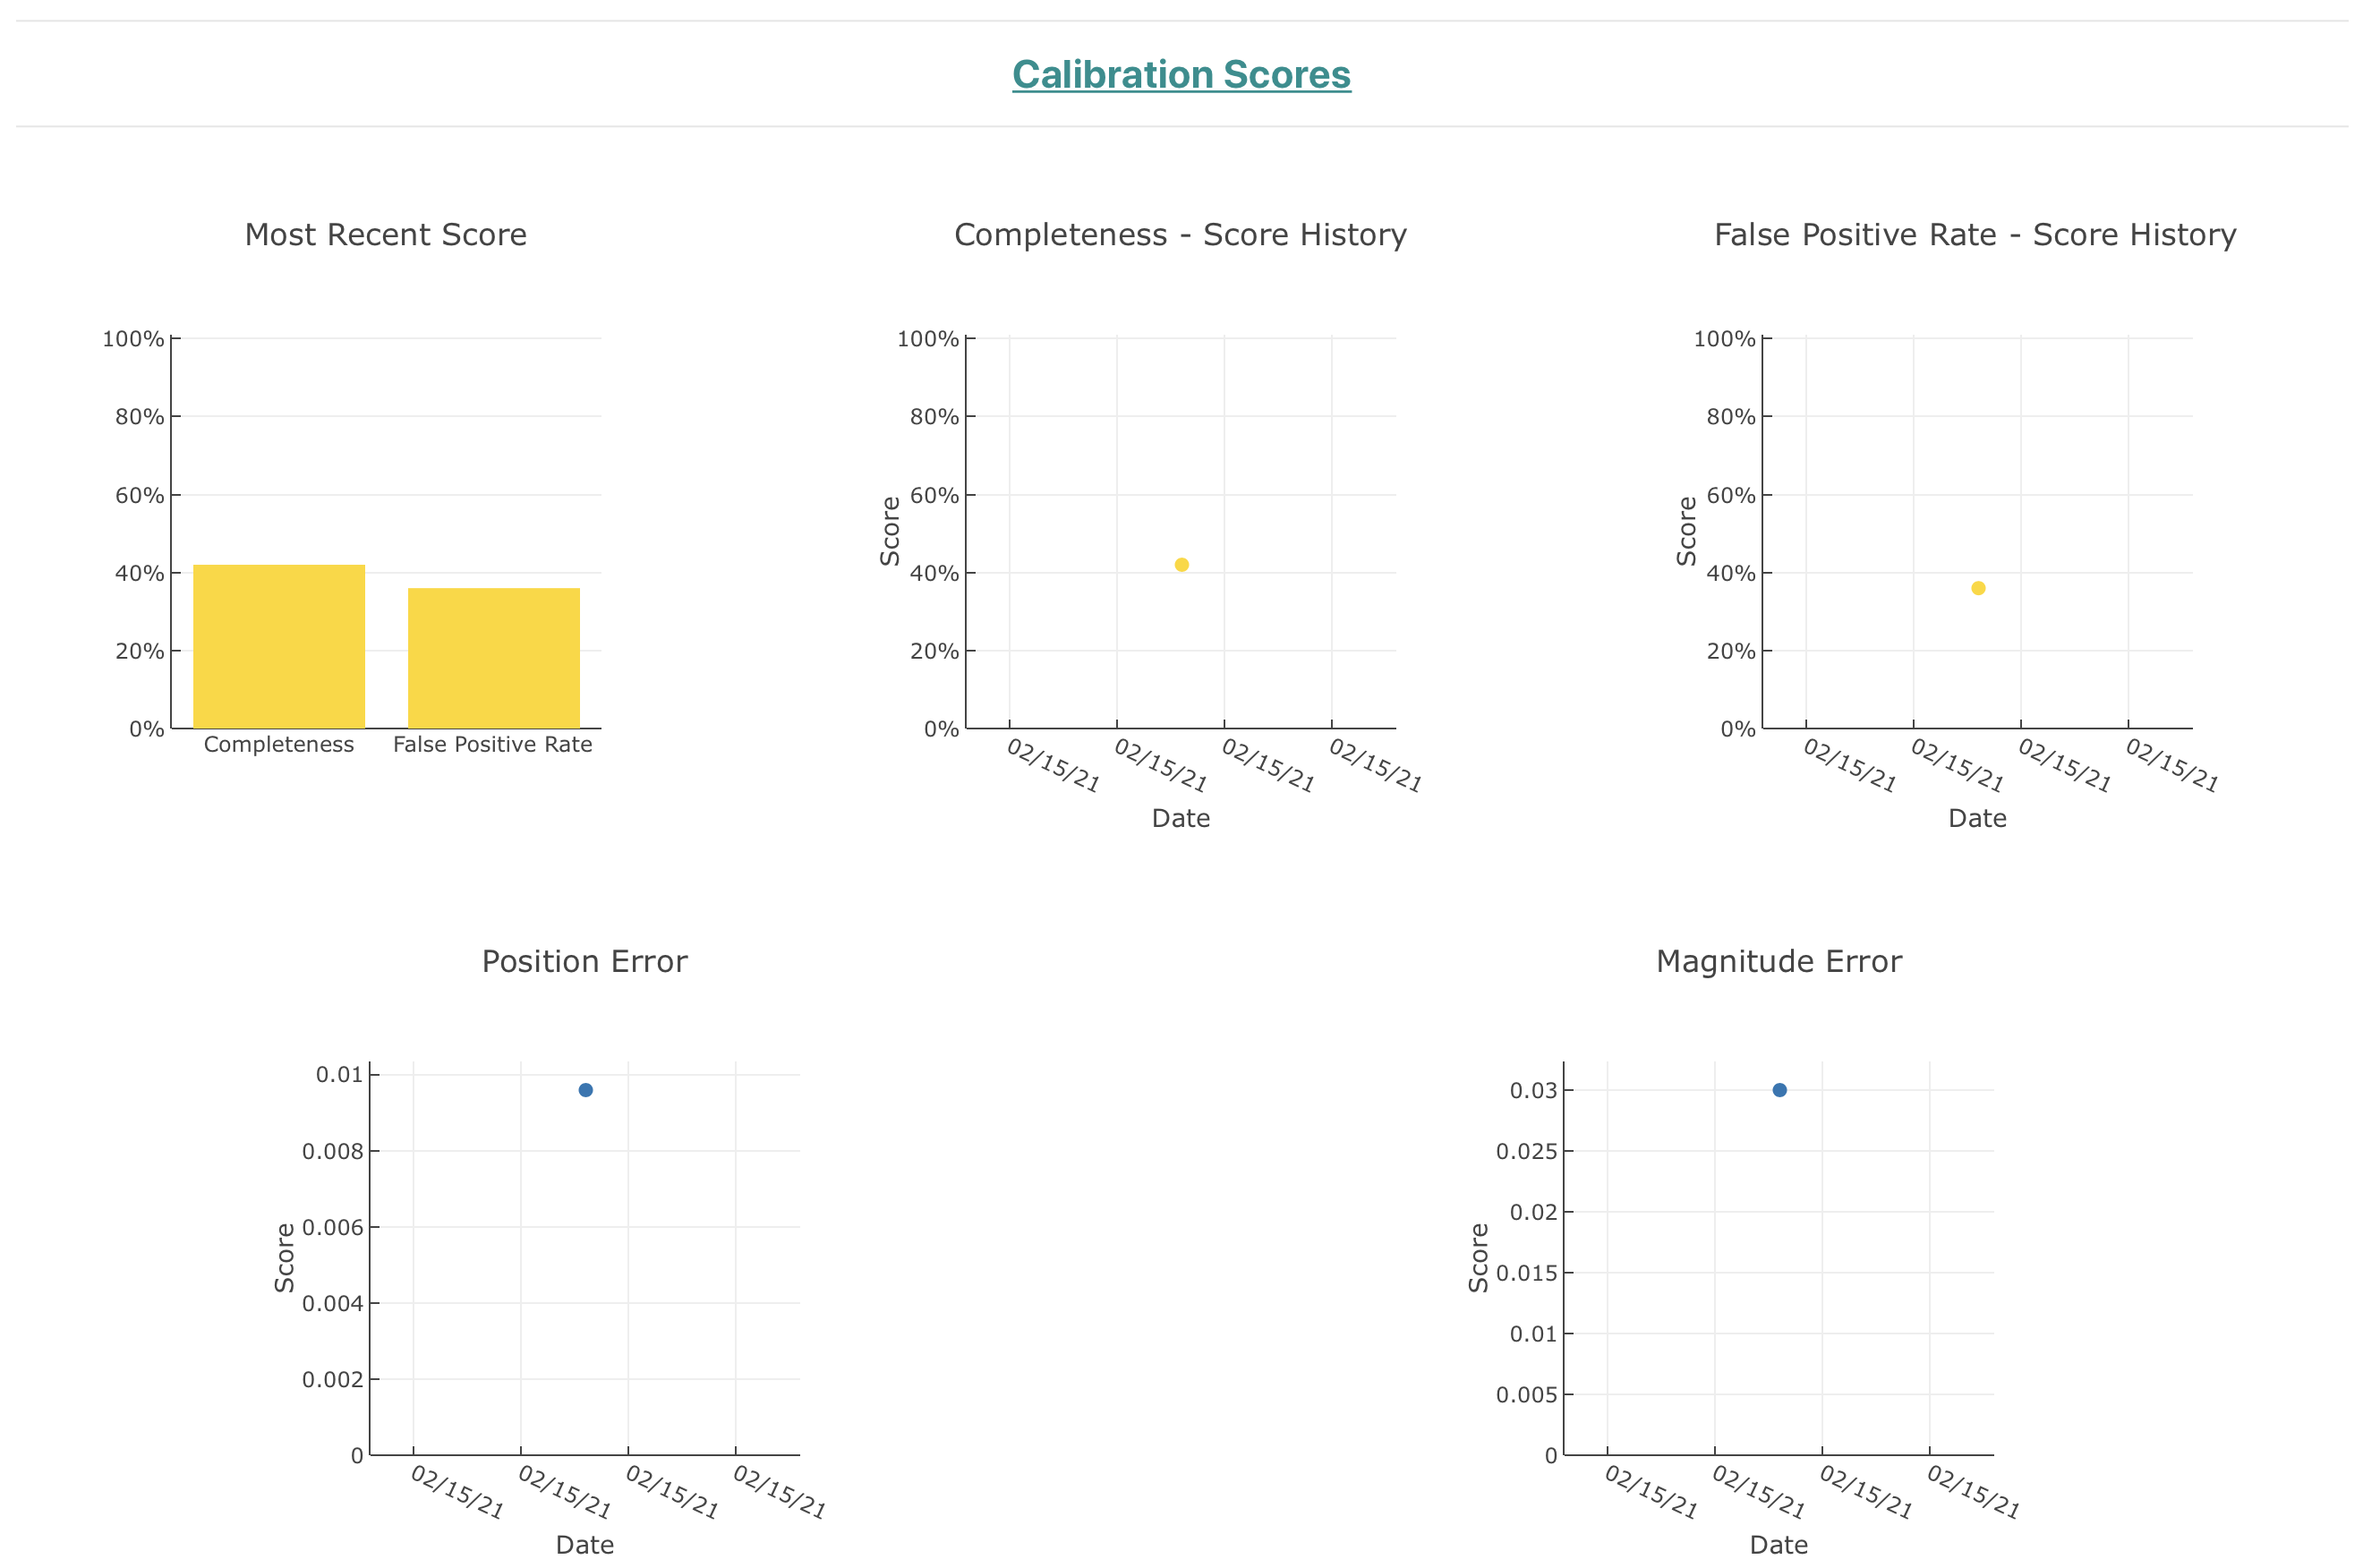 Calibration Scores
Most Recent Score
100%
80%
60%
40%
20%
0%
Completeness
False Positive Rate
Completeness - Score History
Score
100%
80%
60%
40%
20%
0%
02/15/21
02/15/21
02/15/21
02/15/21
Date
False Positive Rate - Score History
Score
100%
80%
60%
40%
20%
0%
02/15/21
02/15/21
02/15/21
02/15/21
Date
Position Error
Score
0.01
0.008
0.006
0.004
0.002
0
02/15/21
02/15/21
02/15/21
02/15/21
Date
Magnitude Error
Score
0.03
0.025
0.02
0.015
0.01
0.005
0
02/15/21
02/15/21
02/15/21
02/15/21
Date